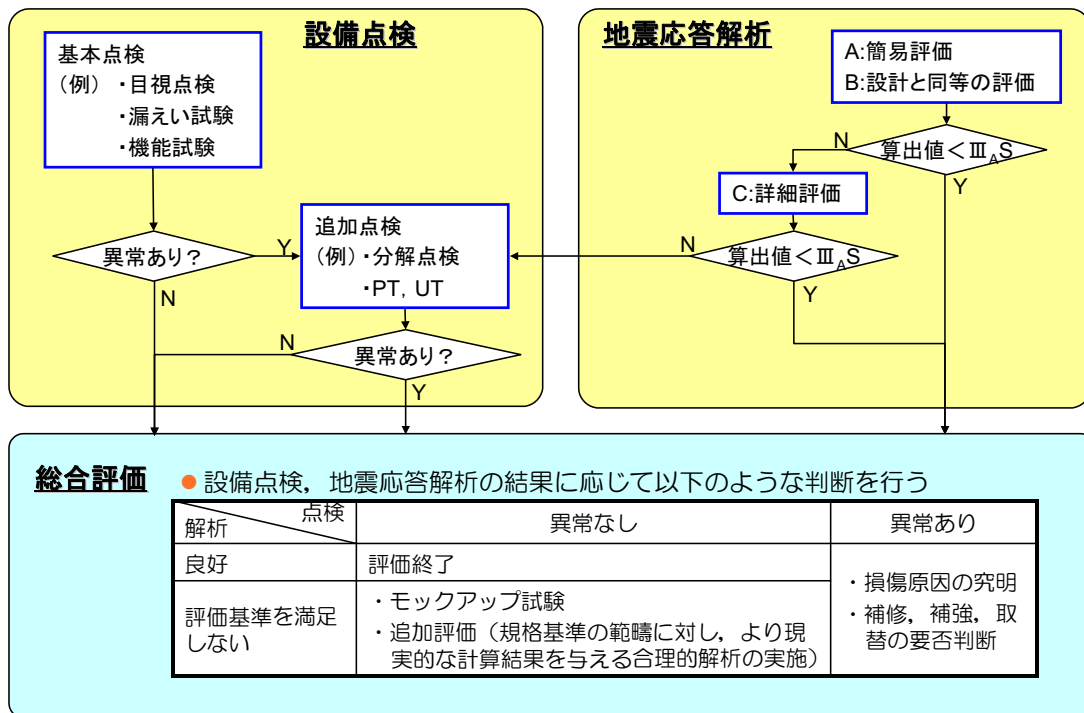 設備点検
基本点検
（例） ・目視点検
・漏えい試験
・機能試験
異常あり？
Y
N
追加点検
（例）・分解点検
・PT，UT
異常あり？
N
Y
地震応答解析
A:簡易評価
B:設計と同等の評価
算出値＜ⅢAS
N
Y
C:詳細評価
算出値＜ⅢAS
N
Y
総合評価
● 設備点検，地震応答解析の結果に応じて以下のような判断を行う
点検
解析
異常なし
異常あり
良好
評価終了
評価基準を満足
しない
・モックアップ試験
・追加評価（規格基準の範疇に対し，より現
実的な計算結果を与える合理的解析の実施）
・損傷原因の究明
・補修，補強，取
替の要否判断